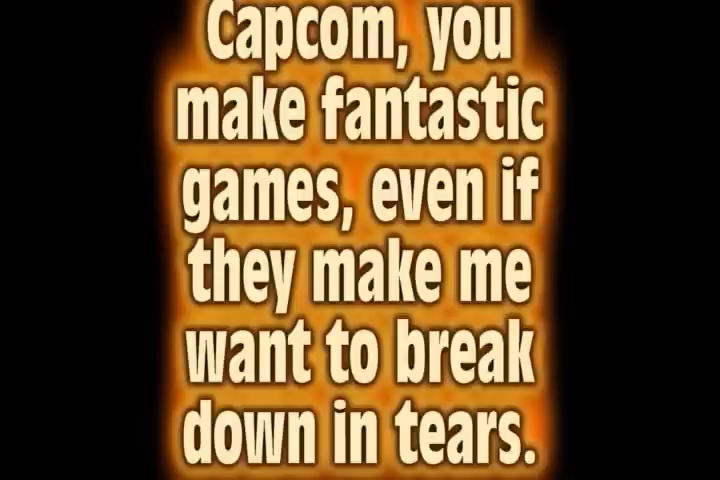 Capcom, you
make fantastic
games, even if
they make me
want to break
down in tears.